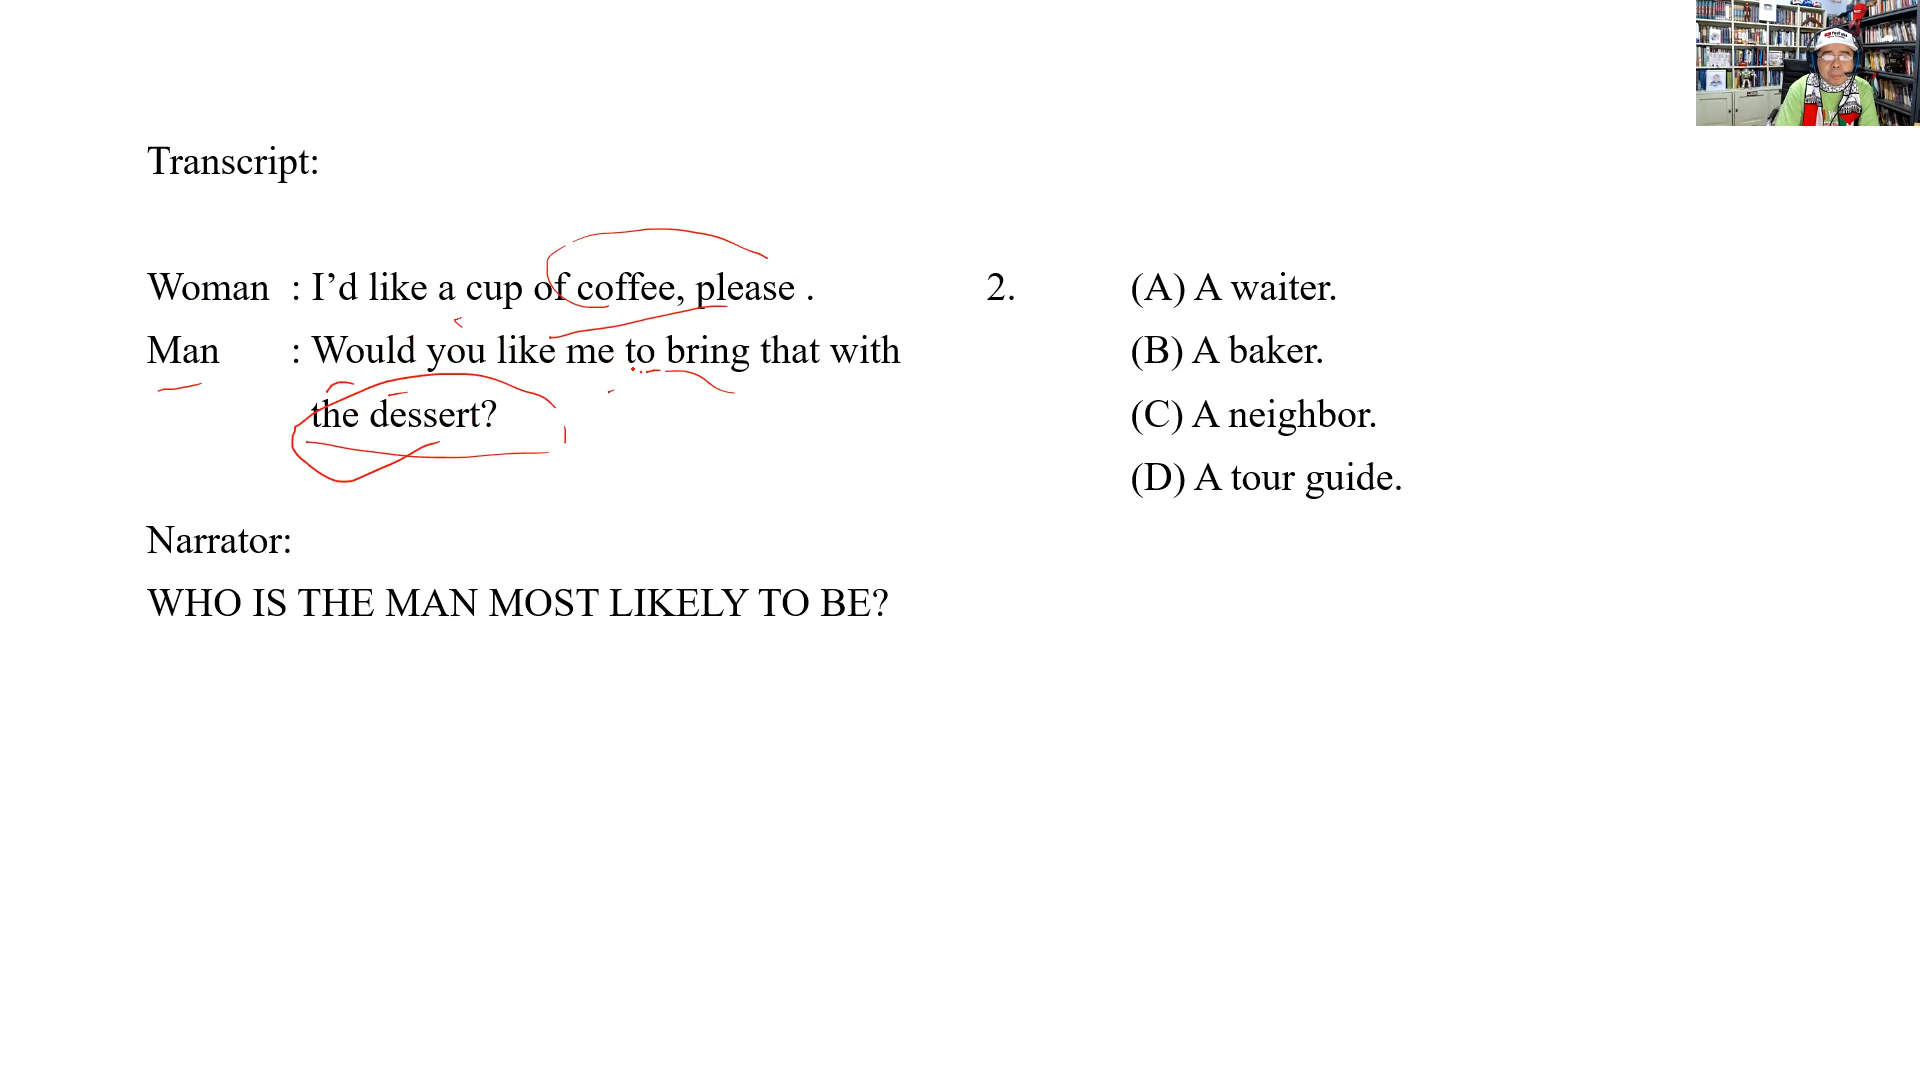 Transcript:
Woman : I’d like a cup of coffee, please .
Man : Would you like me to bring that with
the dessert?
Narrator:
WHO IS THE MAN MOST LIKELY TO BE?
2. (A) A waiter.
(B) A baker.
(C) A neighbor.
(D) A tour guide.